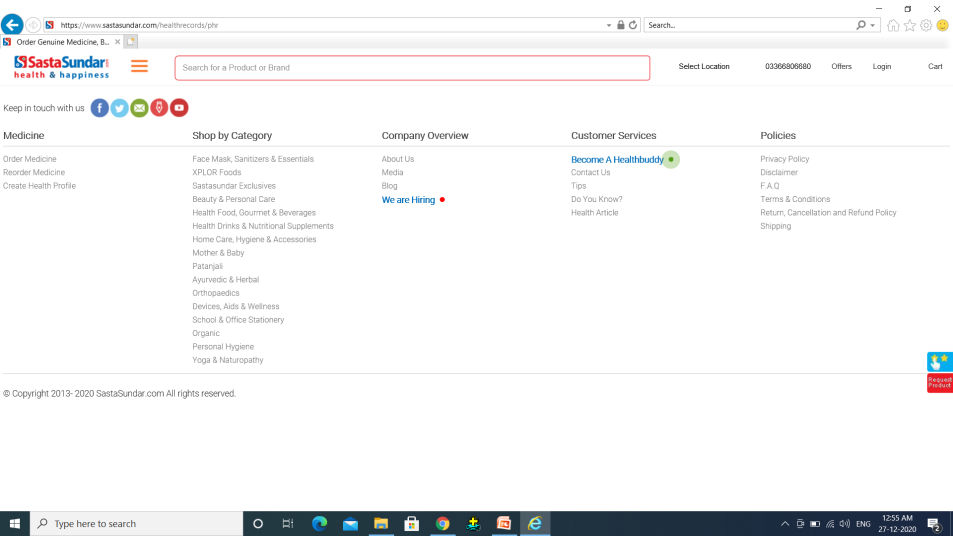 https://www.sastasundar.com/healthrecords/phr
Search...
Order Genuine Medicine, B...
SastaSundar
health & happiness
Search for a Product or Brand
Select Location
03366806680
Offers
Login
Cart
Keep in touch with us
Medicine
Order Medicine
Reorder Medicine
Create Health Profile
Shop by Category
Face Mask, Sanitizers & Essentials
XPLOR Foods
Sastasundar Exclusives
Beauty & Personal Care
Health Food, Gourmet & Beverages
Health Drinks & Nutritional Supplements
Home Care, Hygiene & Accessories
Mother & Baby
Patanjali
Ayurvedic & Herbal
Orthopaedics
Devices, Aids & Wellness
School & Office Stationery
Organic
Personal Hygiene
Yoga & Naturopathy
Company Overview
About Us
Media
Blog
We are Hiring
Customer Services
Become A Healthbuddy
Contact Us
Tips
Do You Know?
Health Article
Policies
Privacy Policy
Disclaimer
F.A.Q
Terms & Conditions
Return, Cancellation and Refund Policy
Shipping
Request
Product
© Copyright 2013- 2020 SastaSundar.com All rights reserved.
Type here to search
ENG
12:55 AM
27-12-2020
2